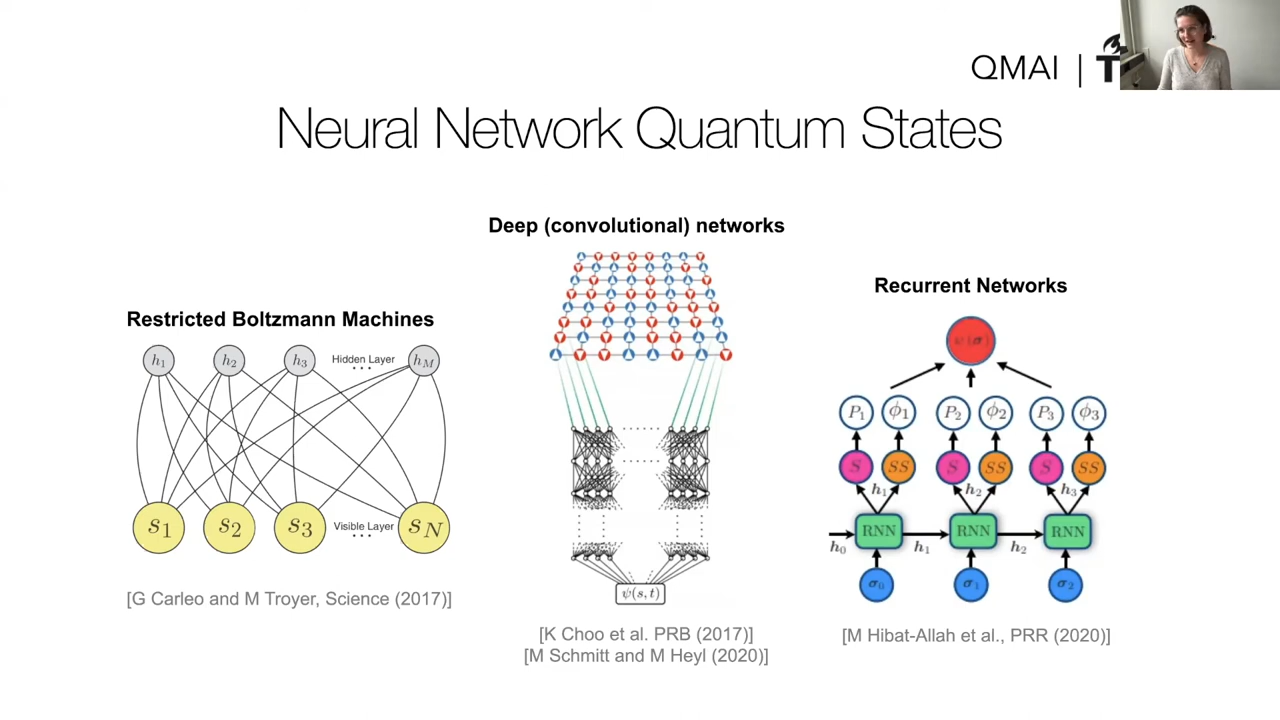 QMAI | T
Neural Network Quantum States
Deep (convolutional) networks
Recurrent Networks
Restricted Boltzmann Machines
h1 h2 h3 Hidden Layer ... hM
s1 s2 s3 Visible Layer ... sN
ψ(s,t)
ψ(σ)
P1 ϕ1 P2 ϕ2 P3 ϕ3
S SS S SS S SS
h1 h2 h3
RNN RNN RNN
h0 h1 h2
σ0 σ1 σ2
[G Carleo and M Troyer, Science (2017)]
[K Choo et al. PRB (2017)]
[M Schmitt and M Heyl (2020)]
[M Hibat-Allah et al., PRR (2020)]